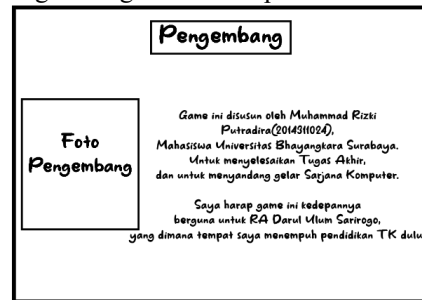 Pengembang
Foto
Pengembang
Game ini disusun oleh Muhammad Rizki
Putradira(2014311024),
Mahasiswa Universitas Bhayangkara Surabaya.
Untuk menyelesaikan Tugas Akhir,
dan untuk menyandang gelar Sarjana Komputer.
Saya harap game ini kedepannya
berguna untuk RA Darul Ulum Sarirogo,
yang dimana tempat saya menempuh pendidikan TK dulu